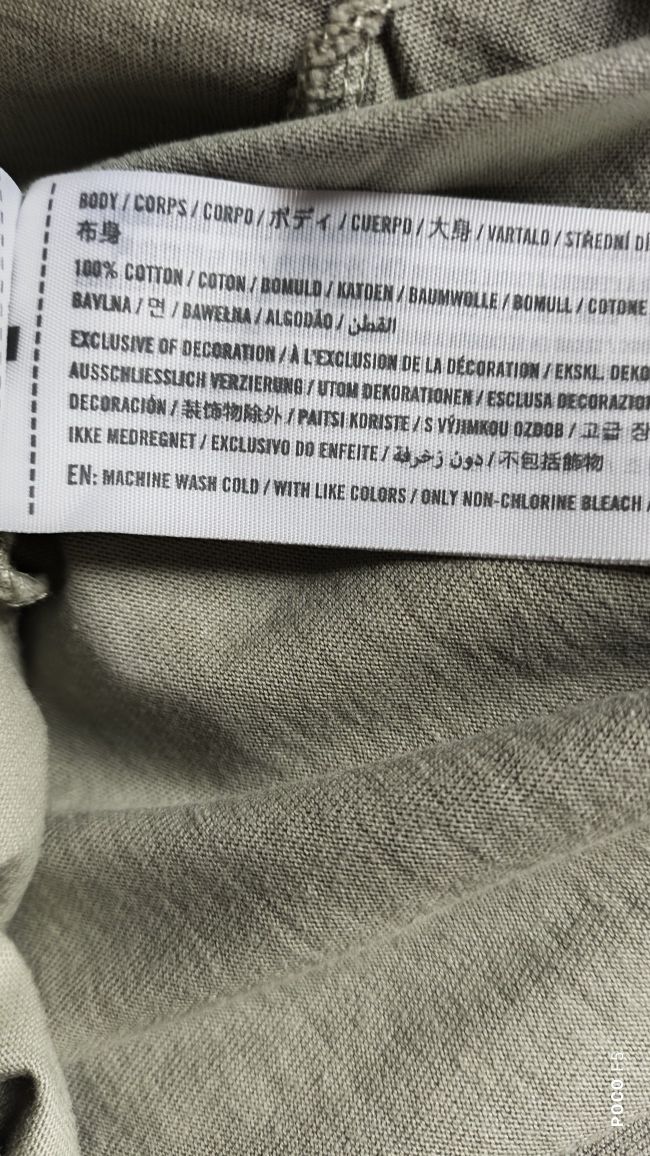 BODY / CORPS / CORPO / ボディ / CUERPO / 大身 / VARTALO / STŘEDNÍ DÍ
布身
100% COTTON / COTON / BOMULD / KATOEN / BAUMWOLLE / BOMULL / COTONE
BAVLNA / 면 / BAWEŁNA / ALGODÃO / القطن
EXCLUSIVE OF DECORATION / À L'EXCLUSION DE LA DÉCORATION / EKSKL. DEKO
AUSSCHLIESSLICH VERZIERUNG / UTOM DEKORATIONEN / ESCLUSA DECORAZIO
DECORACIÓN / 装飾物除外 / PAITSI KORISTE / S VÝJIMKOU OZDOB / 고급 장
IKKE MEDREGNET / EXCLUSIVO DO ENFEITE / دون زخرفة / 不包括飾物
EN: MACHINE WASH COLD / WITH LIKE COLORS / ONLY NON-CHLORINE BLEACH /
POCO F5